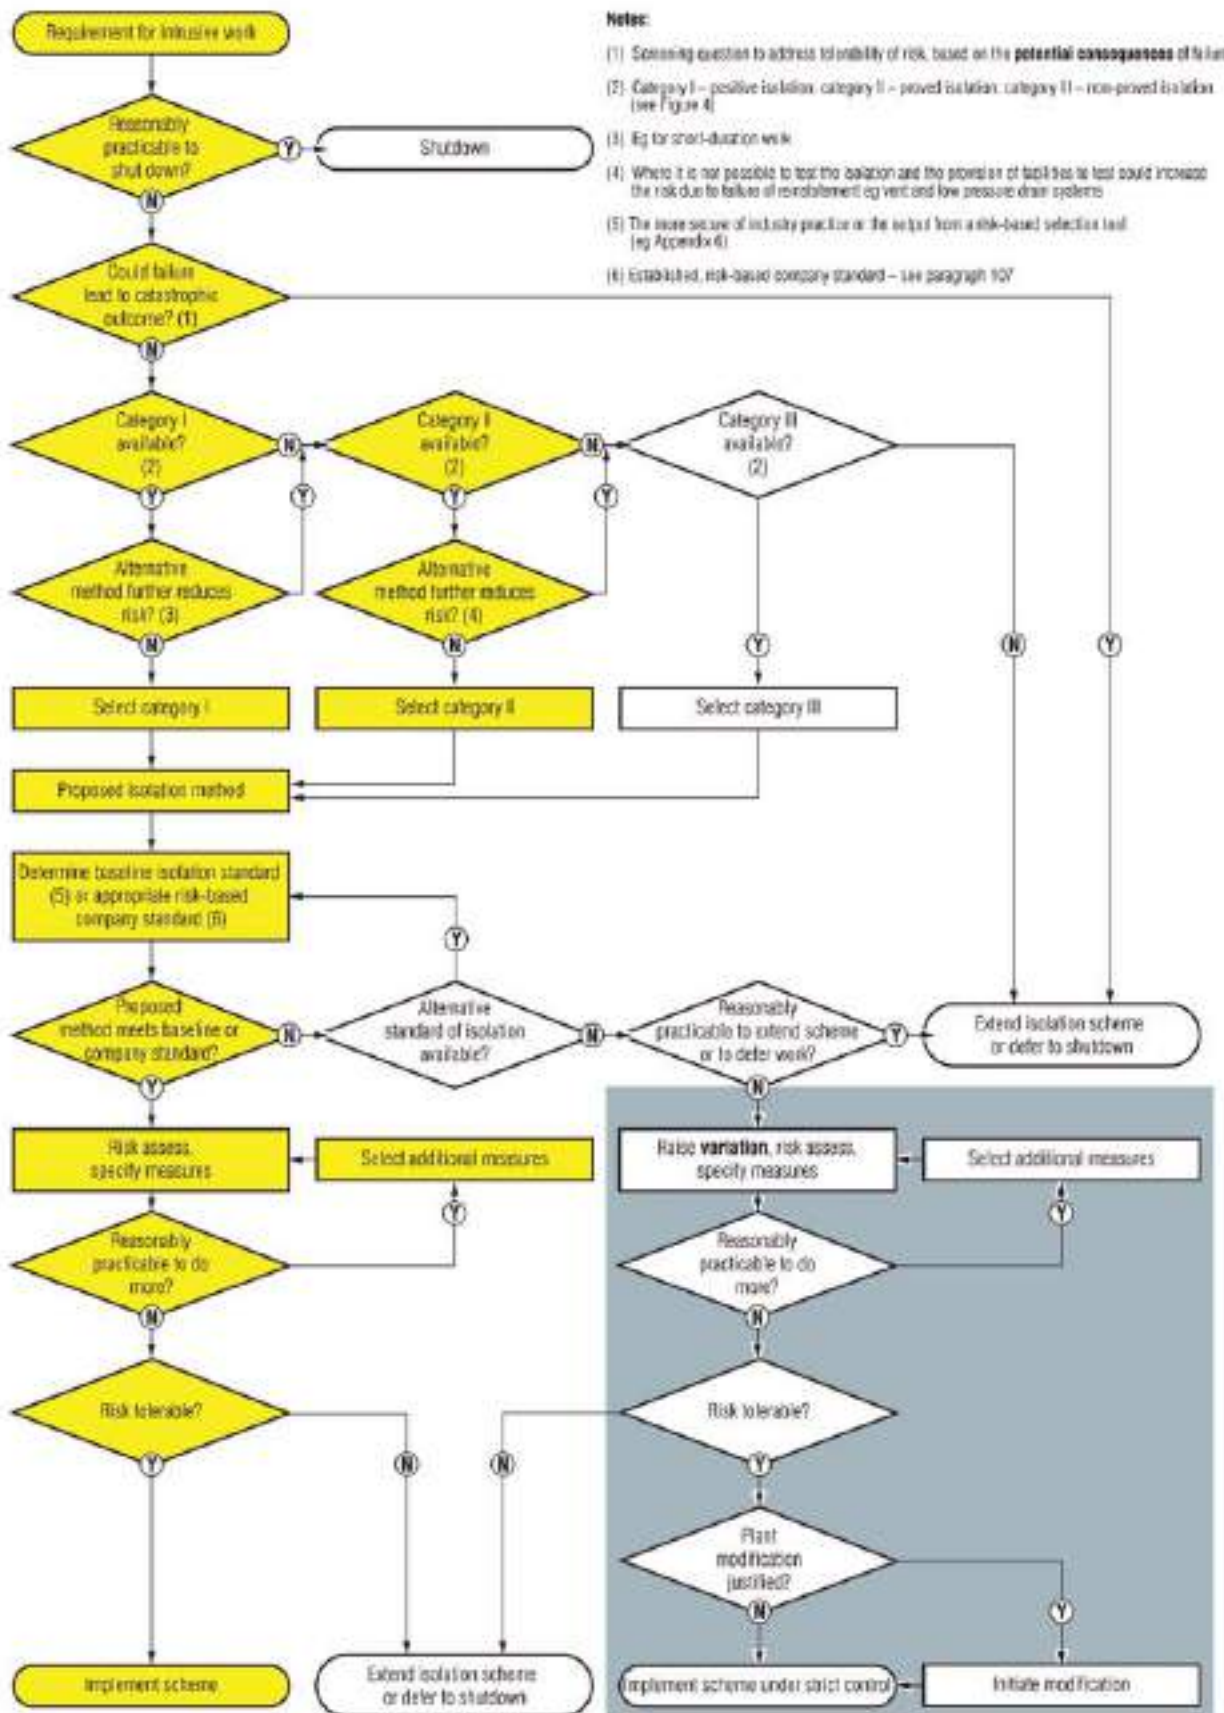 Requirement for intrusive work
Notes:
(1) Screening question to address tolerability of risk, based on the potential consequences of failur
(2) Category I – positive isolation, category II – proved isolation, category III – non-proved isolation
(see Figure 4)
(3) Eg for short-duration work
(4) Where it is not possible to test the isolation and the provision of facilities to test could increase
the risk due to failure of reinstatement eg vent and low pressure drain systems
(5) The more secure of industry practice or the output from a risk-based selection tool
(eg Appendix 6)
(6) Established, risk-based company standard – see paragraph 107
Reasonably
practicable to
shut down?
Y
Shutdown
N
Could failure
lead to catastrophic
outcome? (1)
N
Category I
available?
(2)
N
Category II
available?
(2)
N
Category III
available?
(2)
Y
Y
Y
Y
Alternative
method further reduces
risk? (3)
Alternative
method further reduces
risk? (4)
N
N
Y
N
Y
Select category I
Select category II
Select category III
Proposed isolation method
Determine baseline isolation standard
(5) or appropriate risk-based
company standard (6)
Y
Proposed
method meets baseline or
company standard?
N
Alternative
standard of isolation
available?
N
Reasonably
practicable to extend scheme
or to defer work?
Y
Extend isolation scheme
or defer to shutdown
Y
N
Risk assess,
specify measures
Select additional measures
Raise variation, risk assess,
specify measures
Select additional measures
Y
Y
Reasonably
practicable to do
more?
Reasonably
practicable to do
more?
N
N
Risk tolerable?
Risk tolerable?
Y
N
N
Y
Plant
modification
justified?
N
Y
Implement scheme
Extend isolation scheme
or defer to shutdown
Implement scheme under strict control
Initiate modification